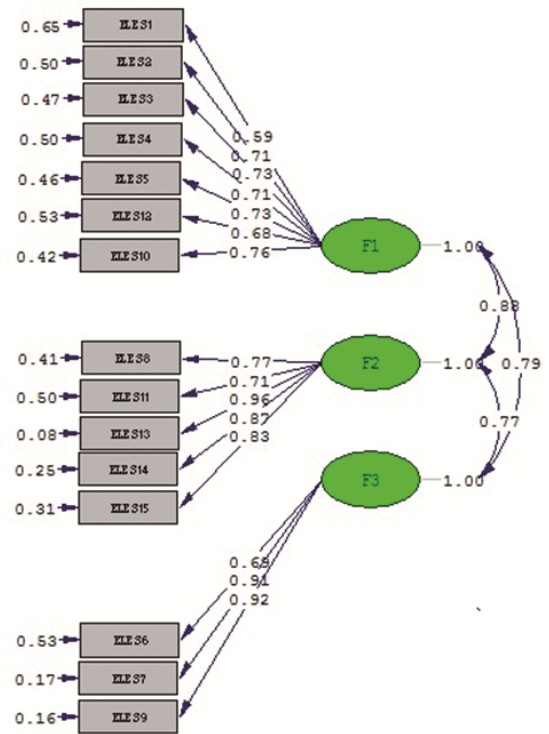 0.65 ELES1
0.50 ELES2
0.47 ELES3
0.50 ELES4
0.46 ELES5
0.53 ELES12
0.42 ELES10
0.59
0.71
0.73
0.71
0.73
0.68
0.76
F1 1.00
0.88
0.41 ELES8
0.50 ELES11
0.08 ELES13
0.25 ELES14
0.31 ELES15
0.77
0.71
0.96
0.87
0.83
F2 1.00
0.79
0.77
F3 1.00
0.69
0.91
0.92
0.53 ELES6
0.17 ELES7
0.16 ELES9